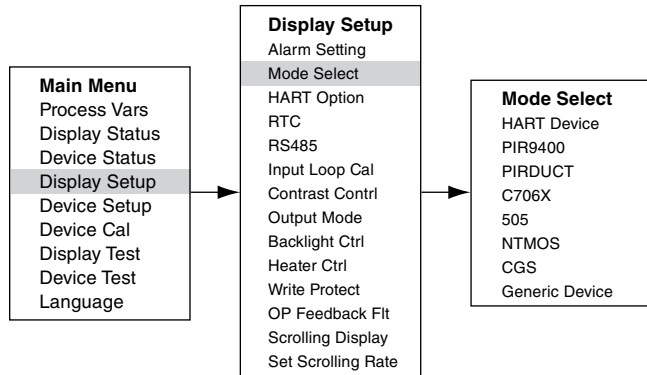 Main Menu
Process Vars
Display Status
Device Status
Display Setup
Device Setup
Device Cal
Display Test
Device Test
Language
Display Setup
Alarm Setting
Mode Select
HART Option
RTC
RS485
Input Loop Cal
Contrast Contrl
Output Mode
Backlight Ctrl
Heater Ctrl
Write Protect
OP Feedback Flt
Scrolling Display
Set Scrolling Rate
Mode Select
HART Device
PIR9400
PIRDUCT
C706X
505
NTMOS
CGS
Generic Device